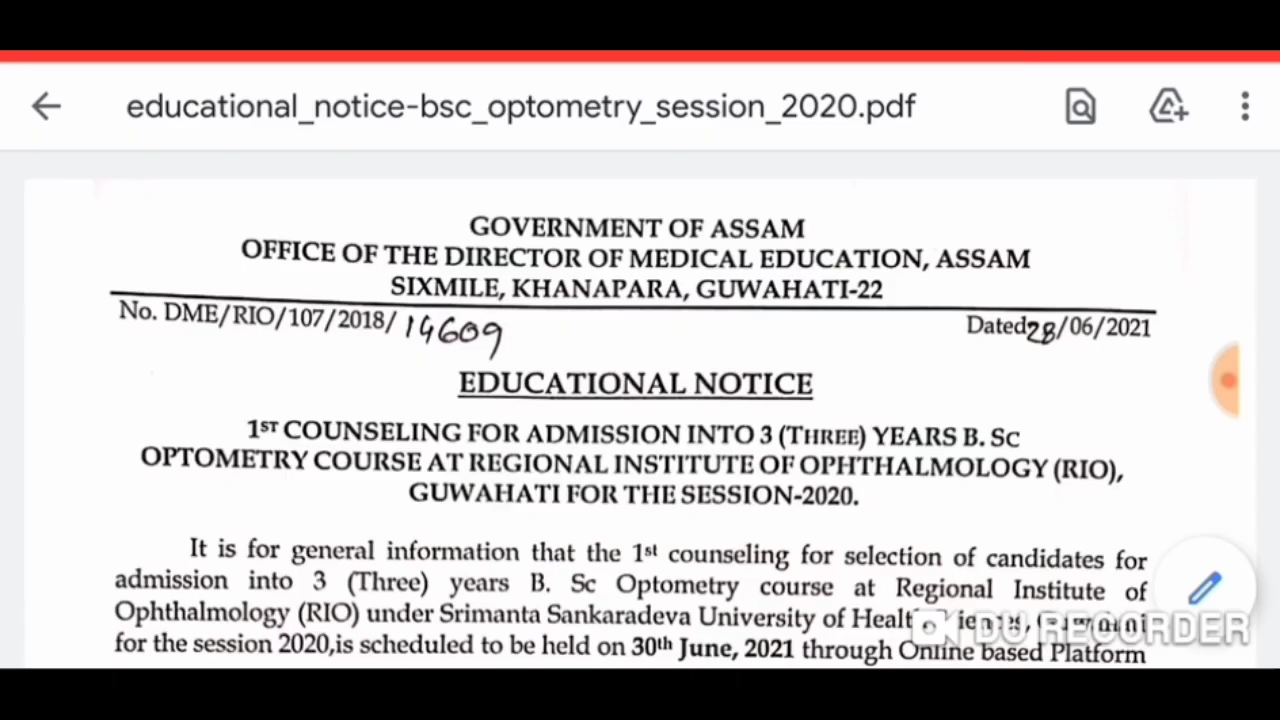 educational_notice-bsc_optometry_session_2020.pdf
GOVERNMENT OF ASSAM
OFFICE OF THE DIRECTOR OF MEDICAL EDUCATION, ASSAM
SIXMILE, KHANAPARA, GUWAHATI-22
No. DME/RIO/107/2018/14609 Dated 28/06/2021
EDUCATIONAL NOTICE
1ST COUNSELING FOR ADMISSION INTO 3 (THREE) YEARS B. SC
OPTOMETRY COURSE AT REGIONAL INSTITUTE OF OPHTHALMOLOGY (RIO),
GUWAHATI FOR THE SESSION-2020.
It is for general information that the 1st counseling for selection of candidates for
admission into 3 (Three) years B. Sc Optometry course at Regional Institute of
Ophthalmology (RIO) under Srimanta Sankaradeva University of Health
for the session 2020,is scheduled to be held on 30th June, 2021 through Online based Platform
DU RECORDER